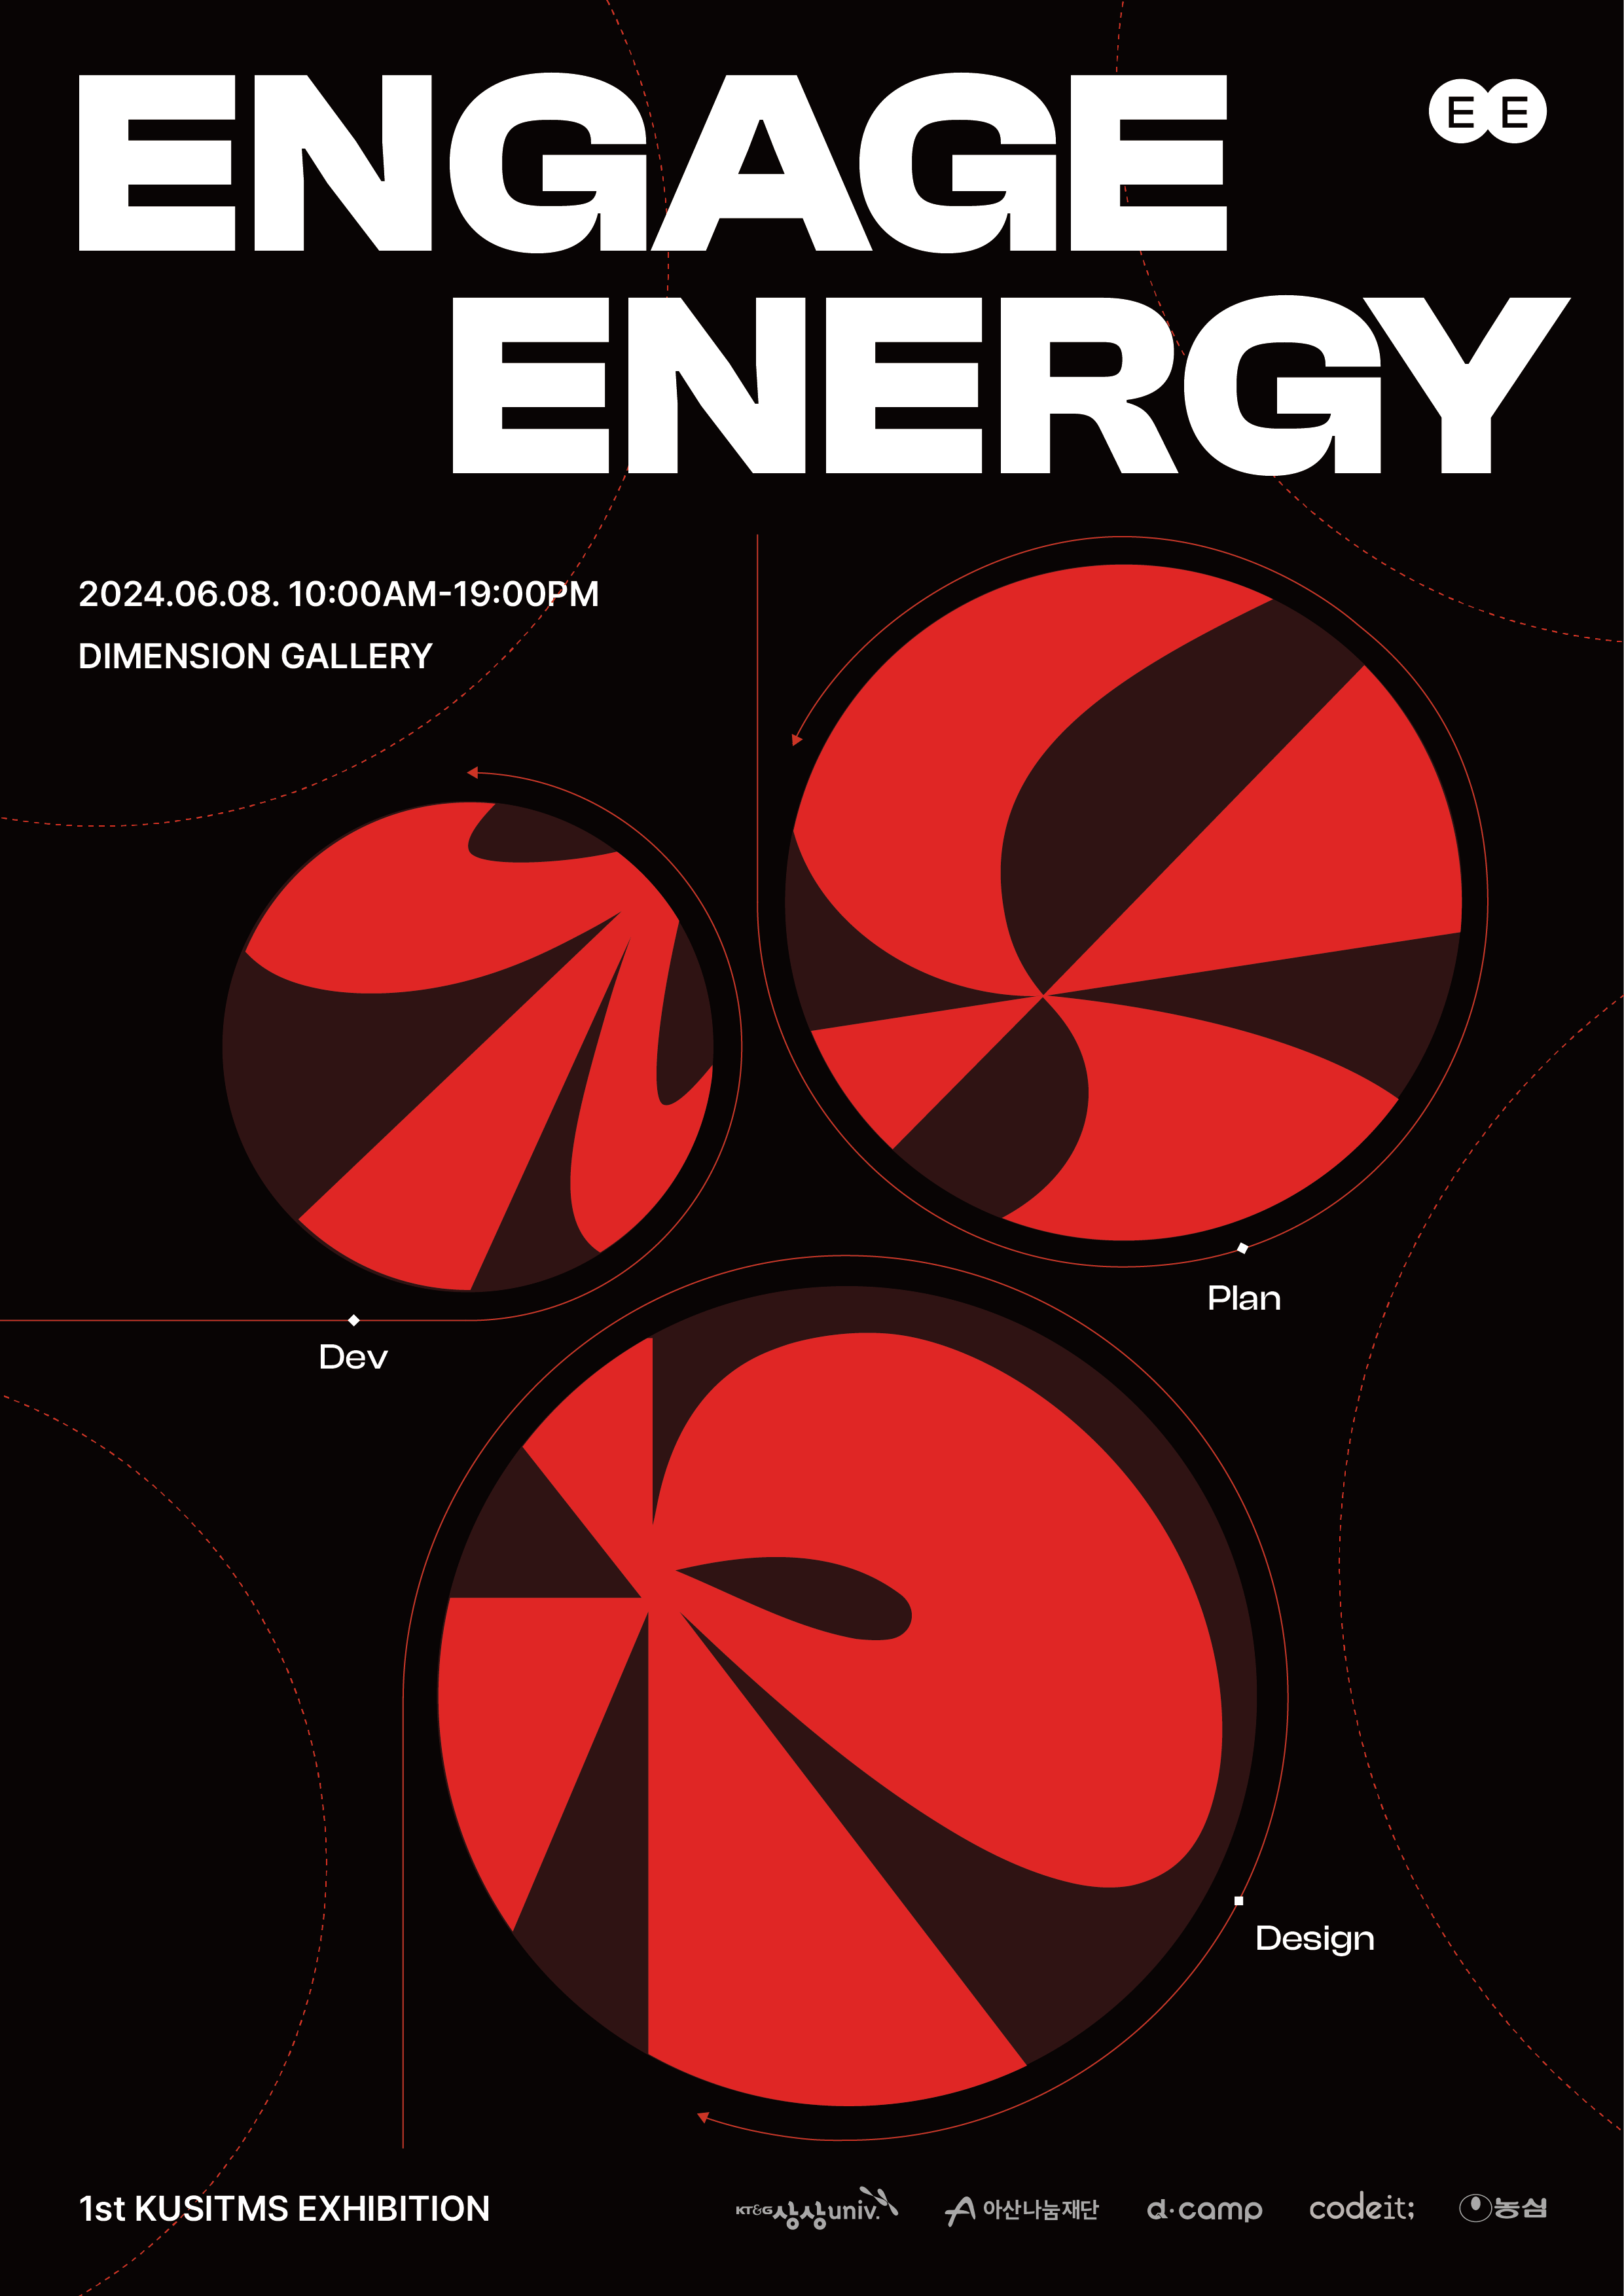 ENGAGE
EE
ENERGY
2024.06.08. 10:00AM-19:00PM
DIMENSION GALLERY
Plan
Dev
Design
1st KUSITMS EXHIBITION
KT&G 상상univ. 아산나눔재단 d·camp codeit; 농심